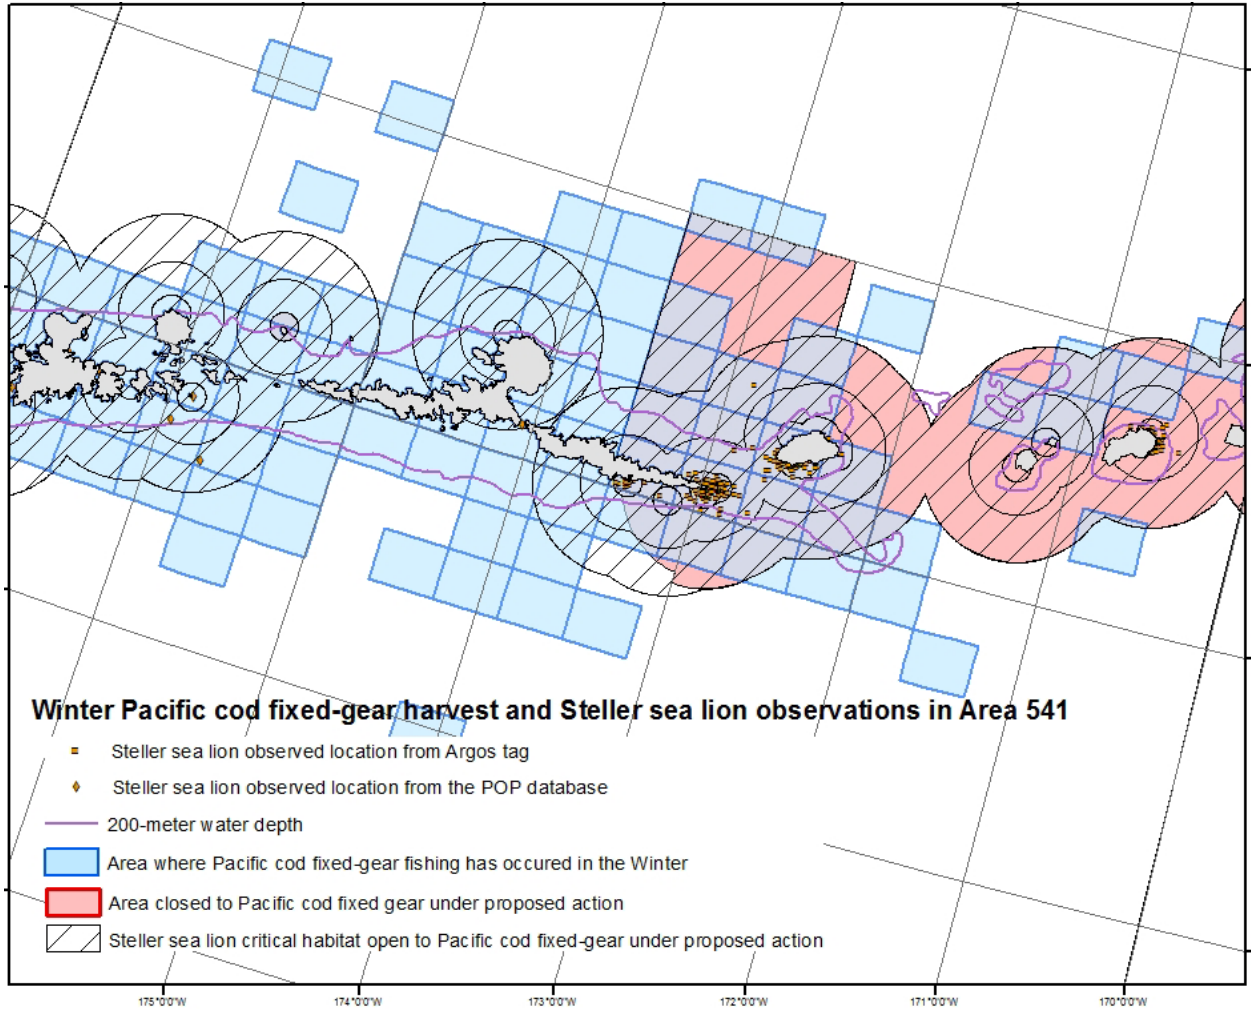 Winter Pacific cod fixed-gear harvest and Steller sea lion observations in Area 541
Steller sea lion observed location from Argos tag
Steller sea lion observed location from the POP database
200-meter water depth
Area where Pacific cod fixed-gear fishing has occured in the Winter
Area closed to Pacific cod fixed gear under proposed action
Steller sea lion critical habitat open to Pacific cod fixed-gear under proposed action
175°0'0"W 174°0'0"W 173°0'0"W 172°0'0"W 171°0'0"W 170°0'0"W